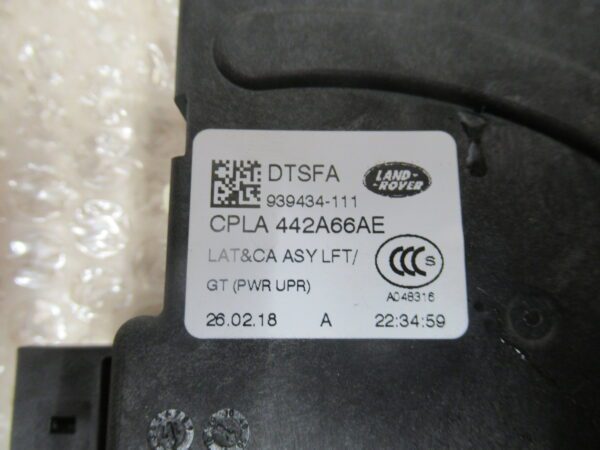 DTSFA
LAND-
ROVER
939434-111
CPLA 442A66AE
LAT&CA ASY LFT/
GT (PWR UPR)
CCC S
A048316
26.02.18 A 22:34:59